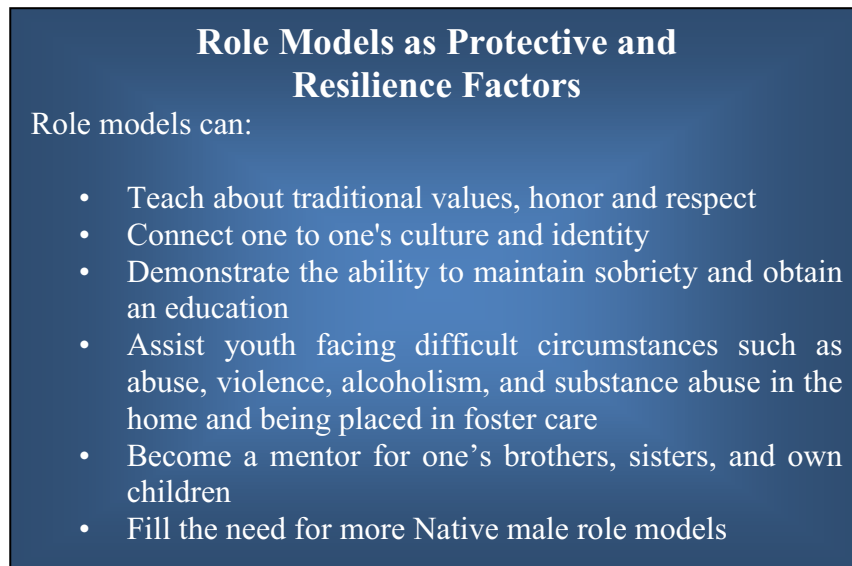 Role Models as Protective and
Resilience Factors
Role models can:
• Teach about traditional values, honor and respect
• Connect one to one's culture and identity
• Demonstrate the ability to maintain sobriety and obtain
an education
• Assist youth facing difficult circumstances such as
abuse, violence, alcoholism, and substance abuse in the
home and being placed in foster care
• Become a mentor for one’s brothers, sisters, and own
children
• Fill the need for more Native male role models